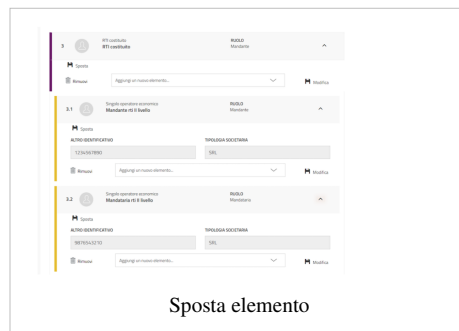 RTI costituito RUOLO
3 RTI costituito Mandante
Sposta
Rimuovi Aggiungi un nuovo elemento... Modifica
Singolo operatore economico RUOLO
3.1 Mandante rti II livello Mandante
Sposta
ALTRO IDENTIFICATIVO TIPOLOGIA SOCIETARIA
1234567890 SRL
Rimuovi Aggiungi un nuovo elemento... Modifica
Singolo operatore economico RUOLO
3.2 Mandataria rti II livello Mandataria
Sposta
ALTRO IDENTIFICATIVO TIPOLOGIA SOCIETARIA
9876543210 SRL
Rimuovi Aggiungi un nuovo elemento... Modifica
Sposta elemento